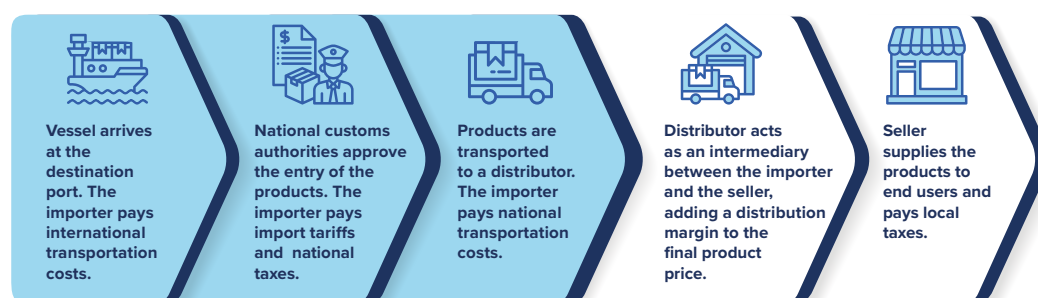 $
Vessel arrives
at the
destination
port. The
importer pays
international
transportation
costs.
National customs
authorities approve
the entry of the
products. The
importer pays
import tariffs
and national
taxes.
Products are
transported
to a distributor.
The importer
pays national
transportation
costs.
Distributor acts
as an intermediary
between the importer
and the seller,
adding a distribution
margin to the
final product
price.
Seller
supplies the
products to
end users and
pays local
taxes.